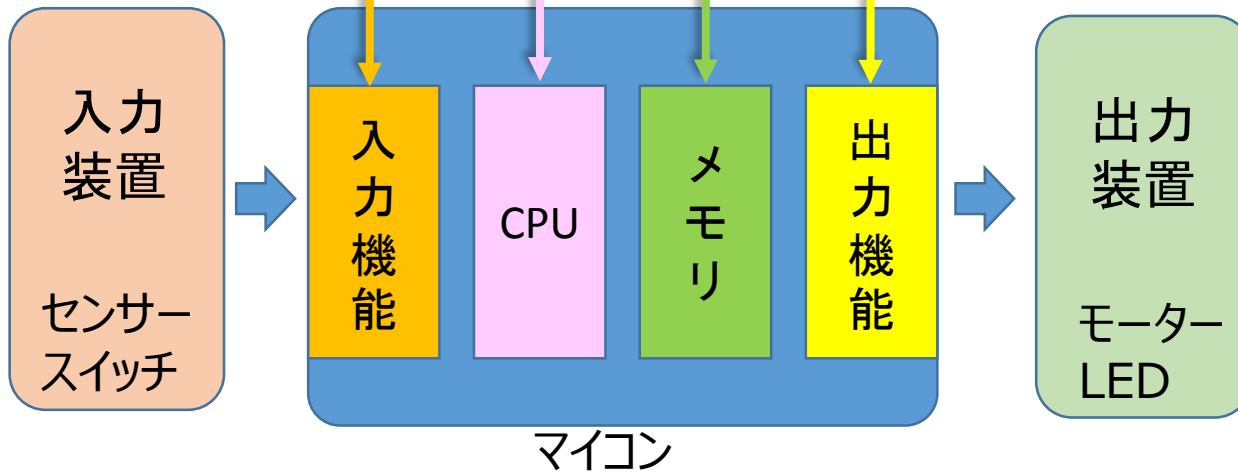 入力
装置
センサー
スイッチ
入力機能
CPU
メモリ
出力機能
出力
装置
モーター
LED
マイコン